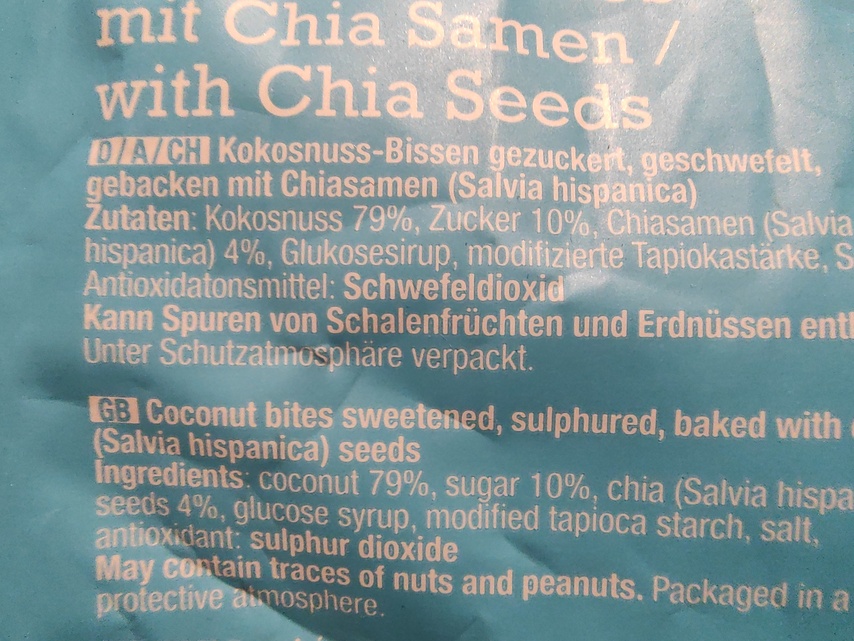 mit Chia Samen /
with Chia Seeds
D/A/CH Kokosnuss-Bissen gezuckert, geschwefelt,
gebacken mit Chiasamen (Salvia hispanica)
Zutaten: Kokosnuss 79%, Zucker 10%, Chiasamen (Salvia
hispanica) 4%, Glukosesirup, modifizierte Tapiokastärke, S
Antioxidatonsmittel: Schwefeldioxid
Kann Spuren von Schalenfrüchten und Erdnüssen entl
Unter Schutzatmosphäre verpackt.
GB Coconut bites sweetened, sulphured, baked with
(Salvia hispanica) seeds
Ingredients: coconut 79%, sugar 10%, chia (Salvia hispa
seeds 4%, glucose syrup, modified tapioca starch, salt,
antioxidant: sulphur dioxide
May contain traces of nuts and peanuts. Packaged in a
protective atmosphere.